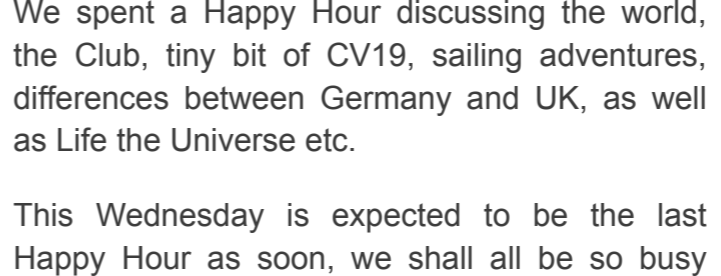 We spent a Happy Hour discussing the world,
the Club, tiny bit of CV19, sailing adventures,
differences between Germany and UK, as well
as Life the Universe etc.
This Wednesday is expected to be the last
Happy Hour as soon, we shall all be so busy